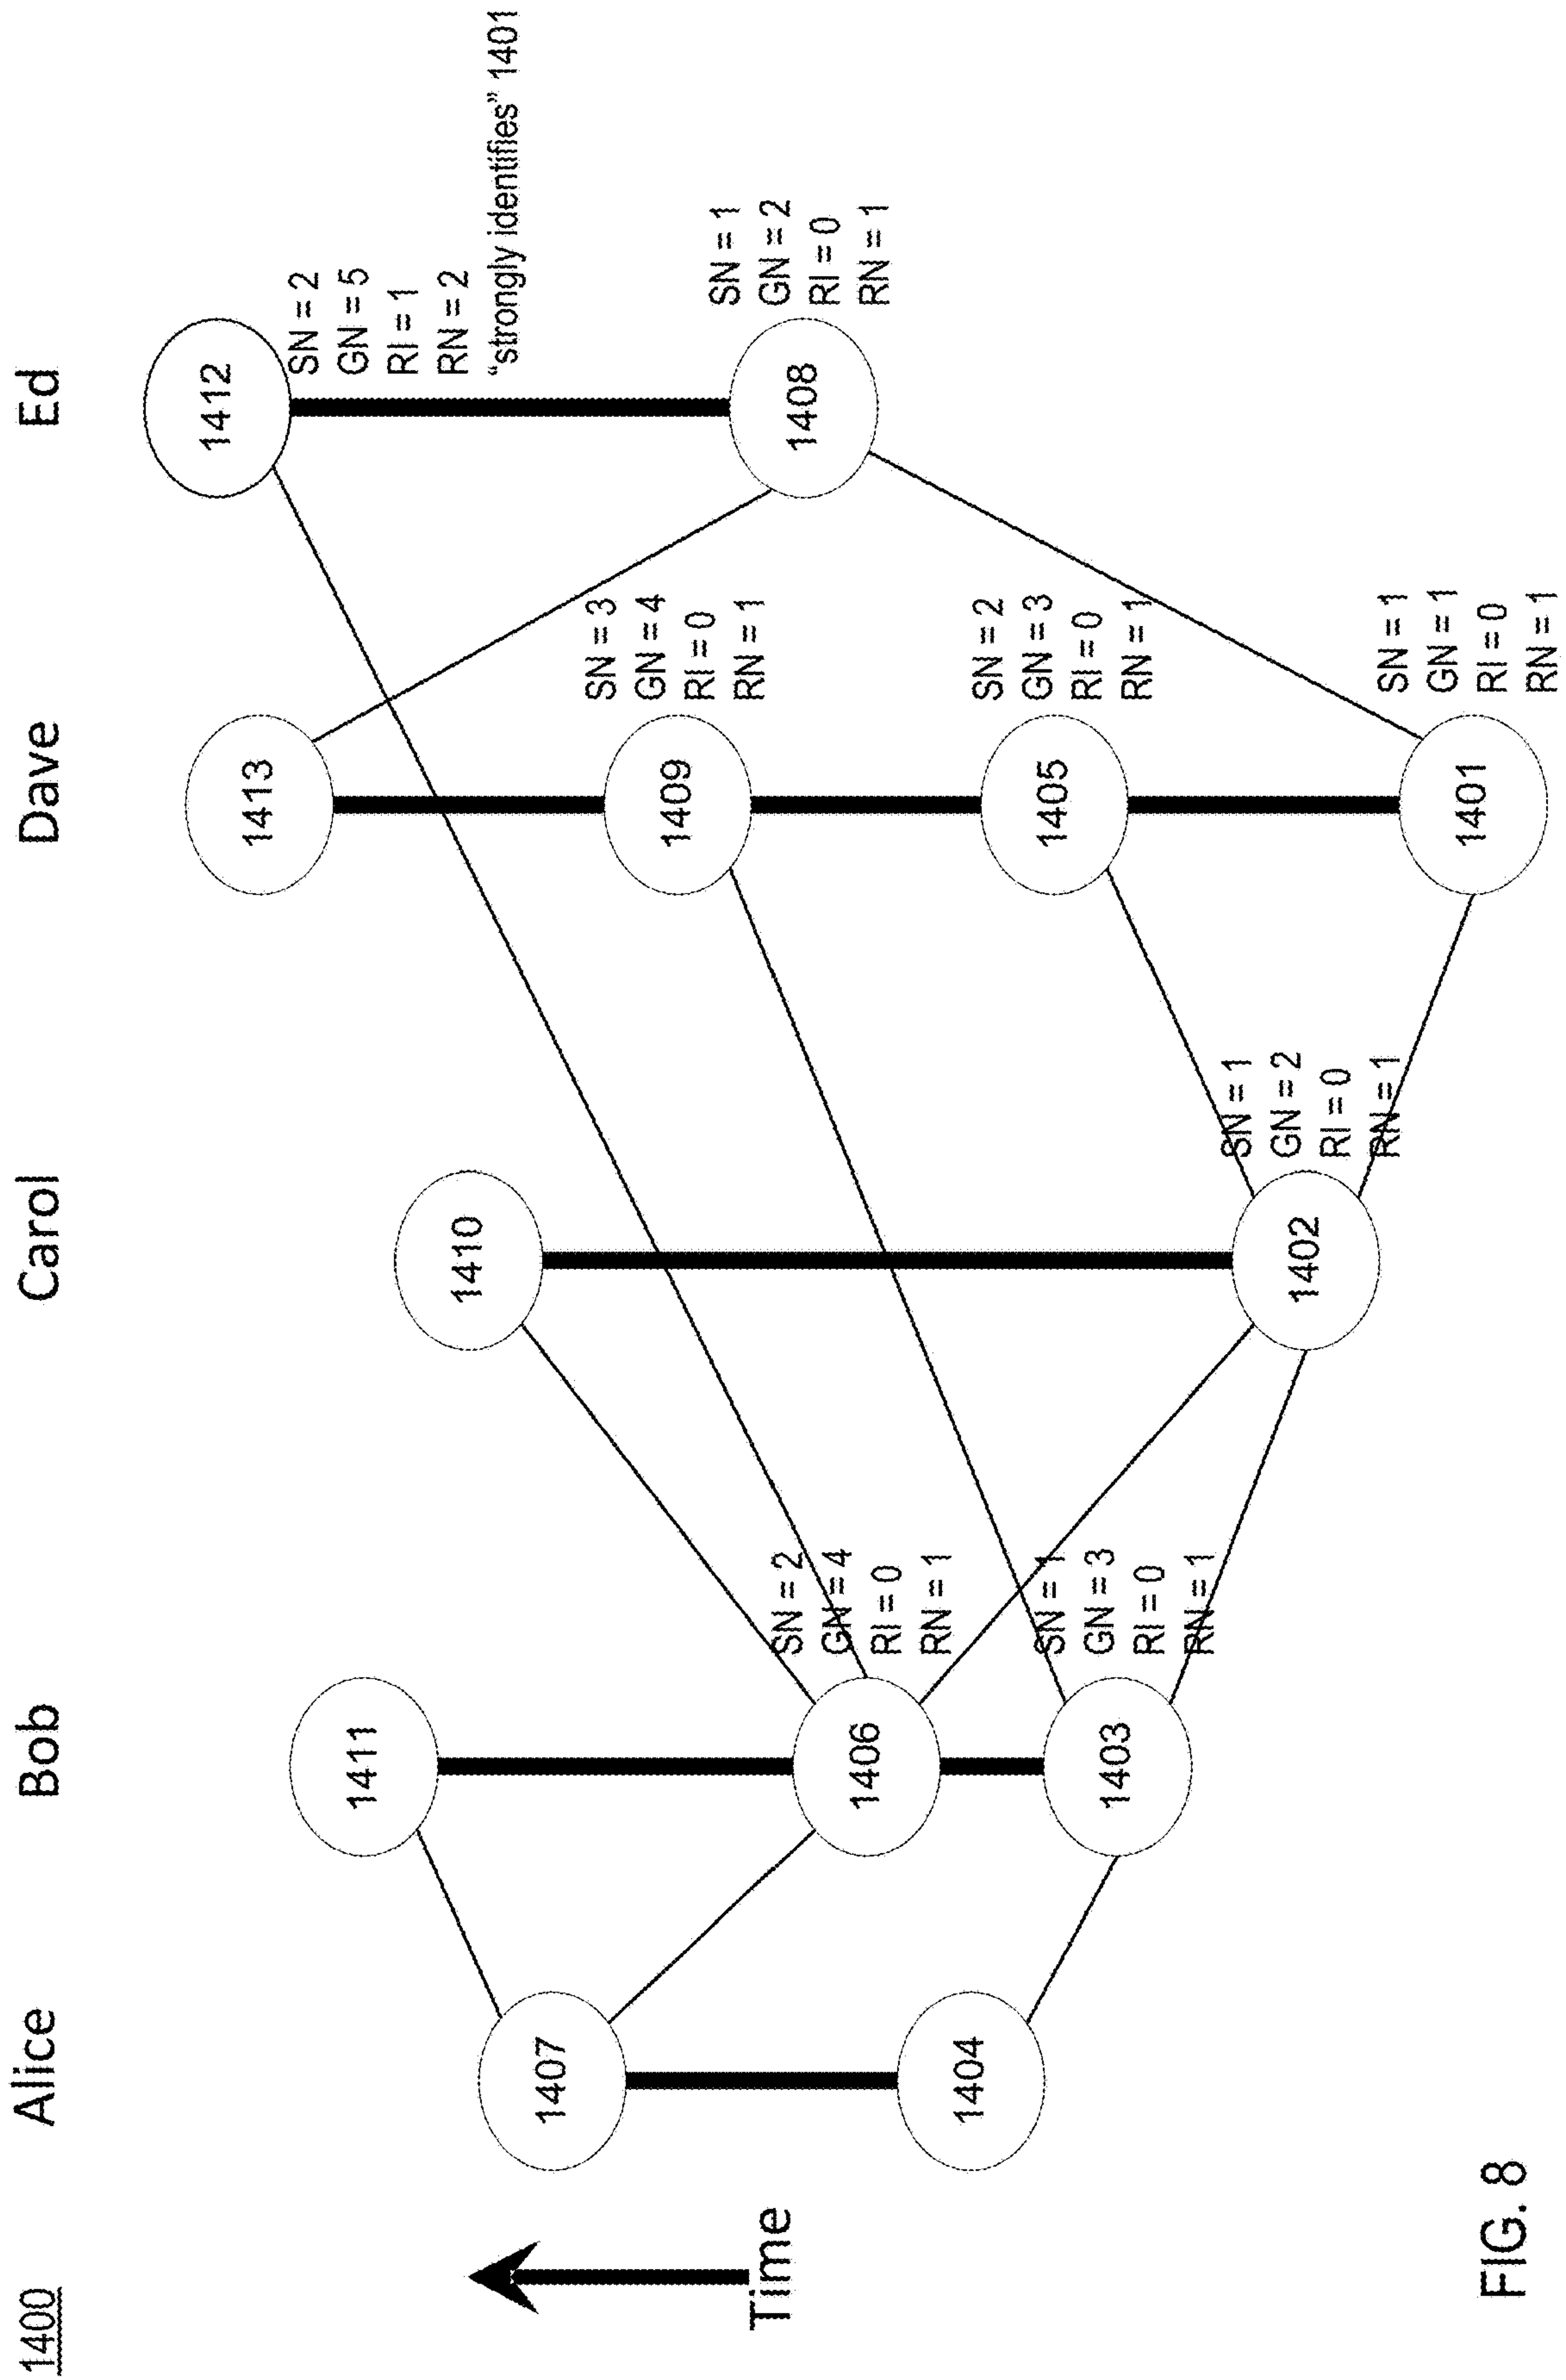 1400
Alice
Bob
Carol
Dave
Ed
Time
1407
1404
1411
1406
SN = 2
GN = 4
RI = 0
RN = 1
1403
SN = 1
GN = 3
RI = 0
RN = 1
1410
1402
SN = 1
GN = 2
RI = 0
RN = 1
1413
1409
SN = 3
GN = 4
RI = 0
RN = 1
1405
SN = 2
GN = 3
RI = 0
RN = 1
1401
SN = 1
GN = 1
RI = 0
RN = 1
1412
SN = 2
GN = 5
RI = 1
RN = 2
“strongly identifies” 1401
1408
SN = 1
GN = 2
RI = 0
RN = 1
FIG. 8